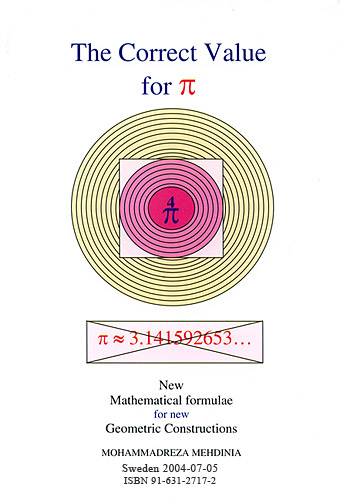 The Correct Value
for π
4
π
π ≈ 3.141592653...
New
Mathematical formulae
for new
Geometric Constructions
MOHAMMADREZA MEHDINIA
Sweden 2004-07-05
ISBN 91-631-2717-2